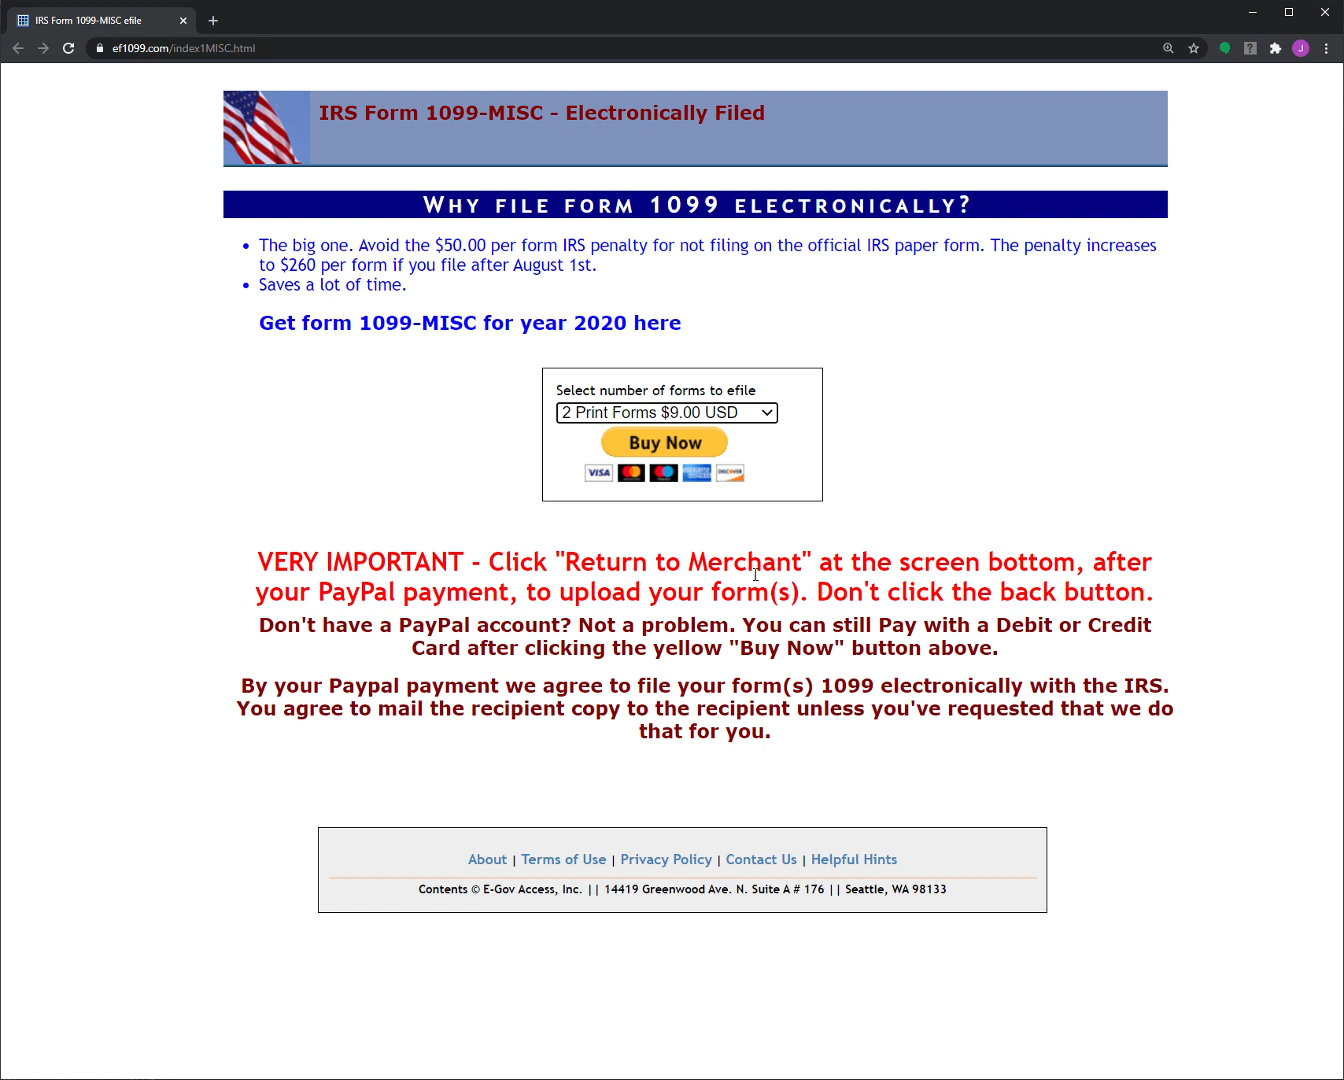 IRS Form 1099-MISC efile
ef1099.com/index1MISC.html
J
IRS Form 1099-MISC - Electronically Filed
WHY FILE FORM 1099 ELECTRONICALLY?
• The big one. Avoid the $50.00 per form IRS penalty for not filing on the official IRS paper form. The penalty increases
to $260 per form if you file after August 1st.
• Saves a lot of time.
Get form 1099-MISC for year 2020 here
Select number of forms to efile
2 Print Forms $9.00 USD
Buy Now
VISA
DISCOVER
VERY IMPORTANT - Click "Return to Merchant" at the screen bottom, after
your PayPal payment, to upload your form(s). Don't click the back button.
Don't have a PayPal account? Not a problem. You can still Pay with a Debit or Credit
Card after clicking the yellow "Buy Now" button above.
By your Paypal payment we agree to file your form(s) 1099 electronically with the IRS.
You agree to mail the recipient copy to the recipient unless you've requested that we do
that for you.
About | Terms of Use | Privacy Policy | Contact Us | Helpful Hints
Contents © E-Gov Access, Inc. || 14419 Greenwood Ave. N. Suite A # 176 || Seattle, WA 98133